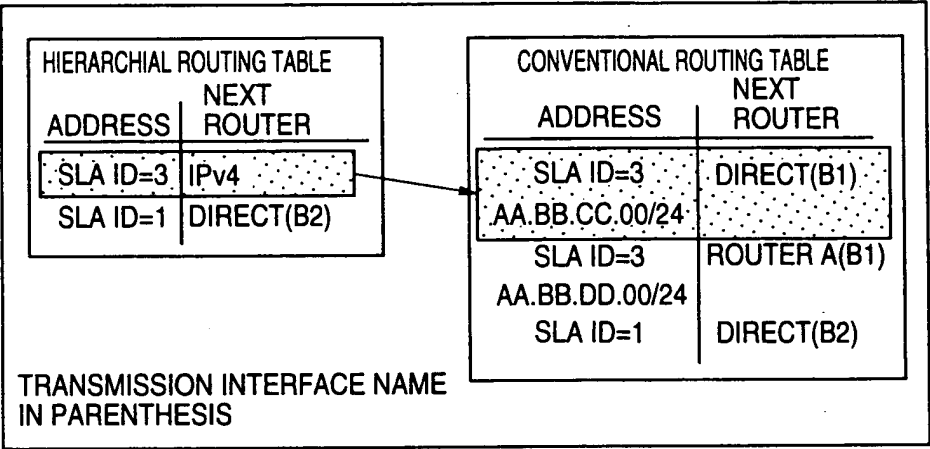 HIERARCHIAL ROUTING TABLE
ADDRESS NEXT ROUTER
SLA ID=3 IPv4
SLA ID=1 DIRECT(B2)
CONVENTIONAL ROUTING TABLE
ADDRESS NEXT ROUTER
SLA ID=3 DIRECT(B1)
AA.BB.CC.00/24
SLA ID=3 ROUTER A(B1)
AA.BB.DD.00/24
SLA ID=1 DIRECT(B2)
TRANSMISSION INTERFACE NAME
IN PARENTHESIS